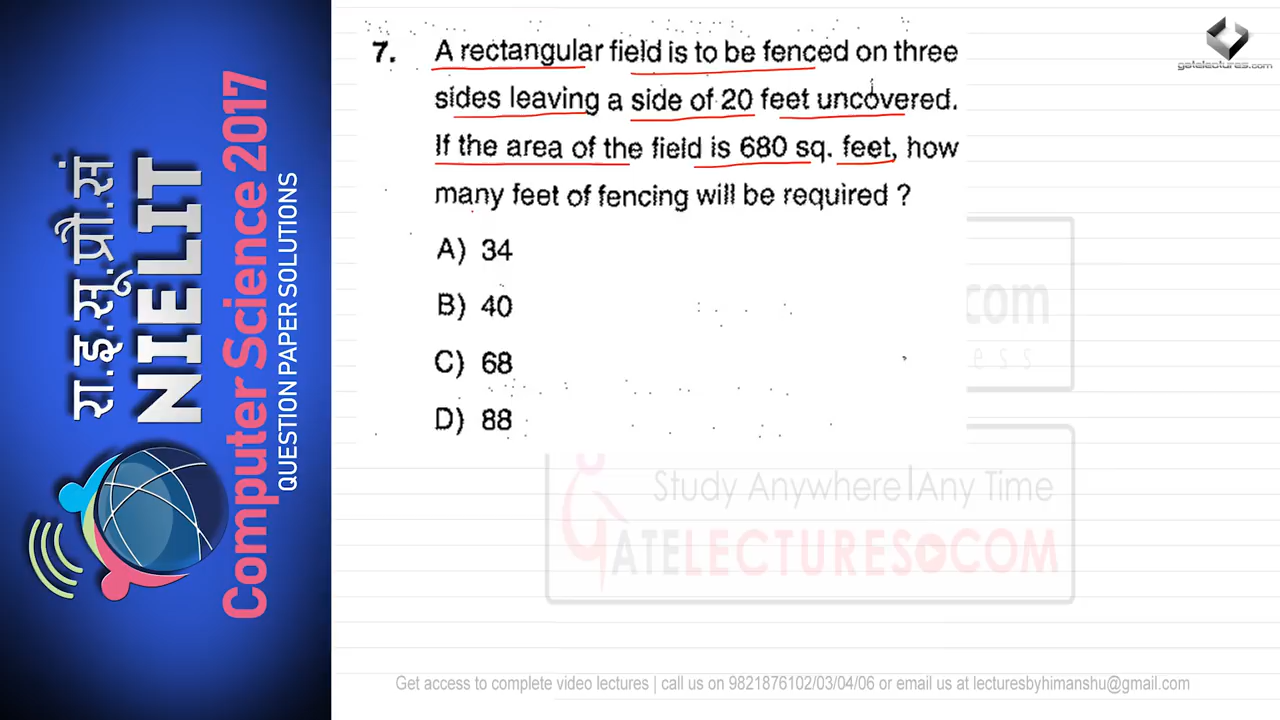 7. A rectangular field is to be fenced on three
sides leaving a side of 20 feet uncovered.
If the area of the field is 680 sq. feet, how
many feet of fencing will be required ?
A) 34
B) 40
C) 68
D) 88
रा.इ.सू.प्रौ.सं
NIELIT
Computer Science 2017
QUESTION PAPER SOLUTIONS
gatelectures.com
.com
ess
Study Anywhere|Any Time
GATELECTURES.COM
Get access to complete video lectures | call us on 9821876102/03/04/06 or email us at lecturesbyhimanshu@gmail.com